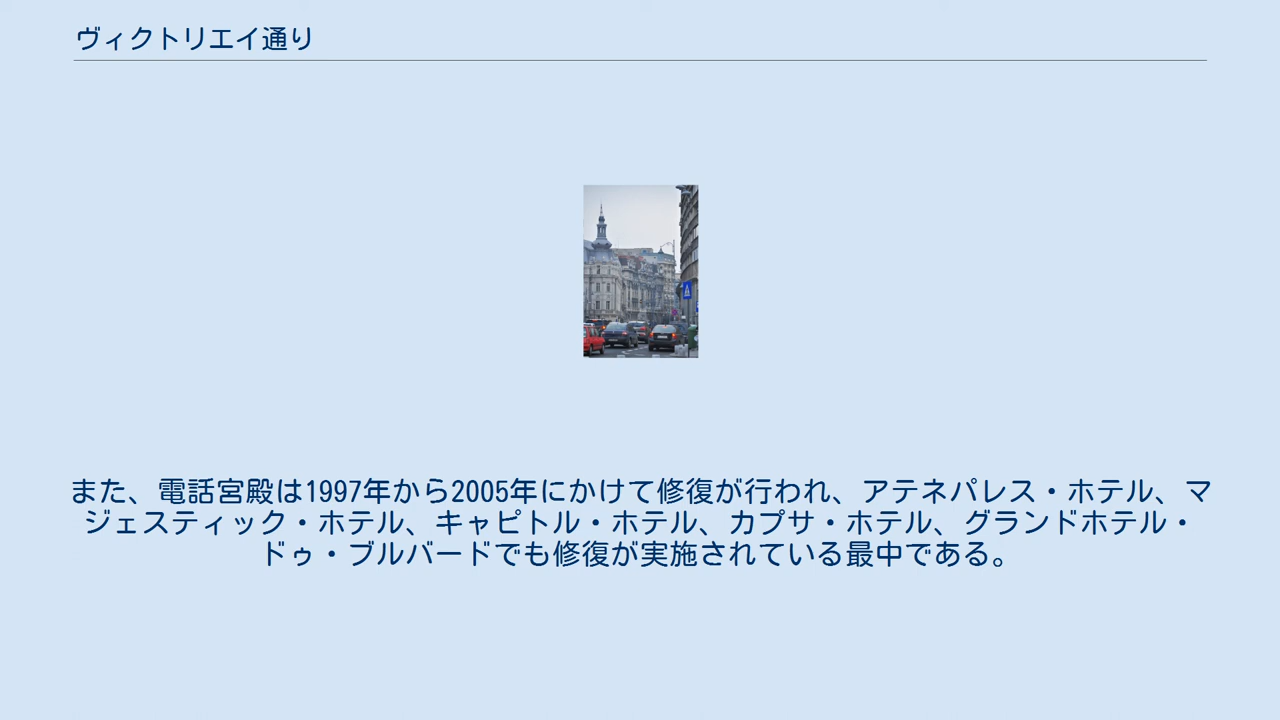 ヴィクトリエイ通り
また、電話宮殿は1997年から2005年にかけて修復が行われ、アテネパレス・ホテル、マ
ジェスティック・ホテル、キャピトル・ホテル、カプサ・ホテル、グランドホテル・
ドゥ・ブルバードでも修復が実施されている最中である。